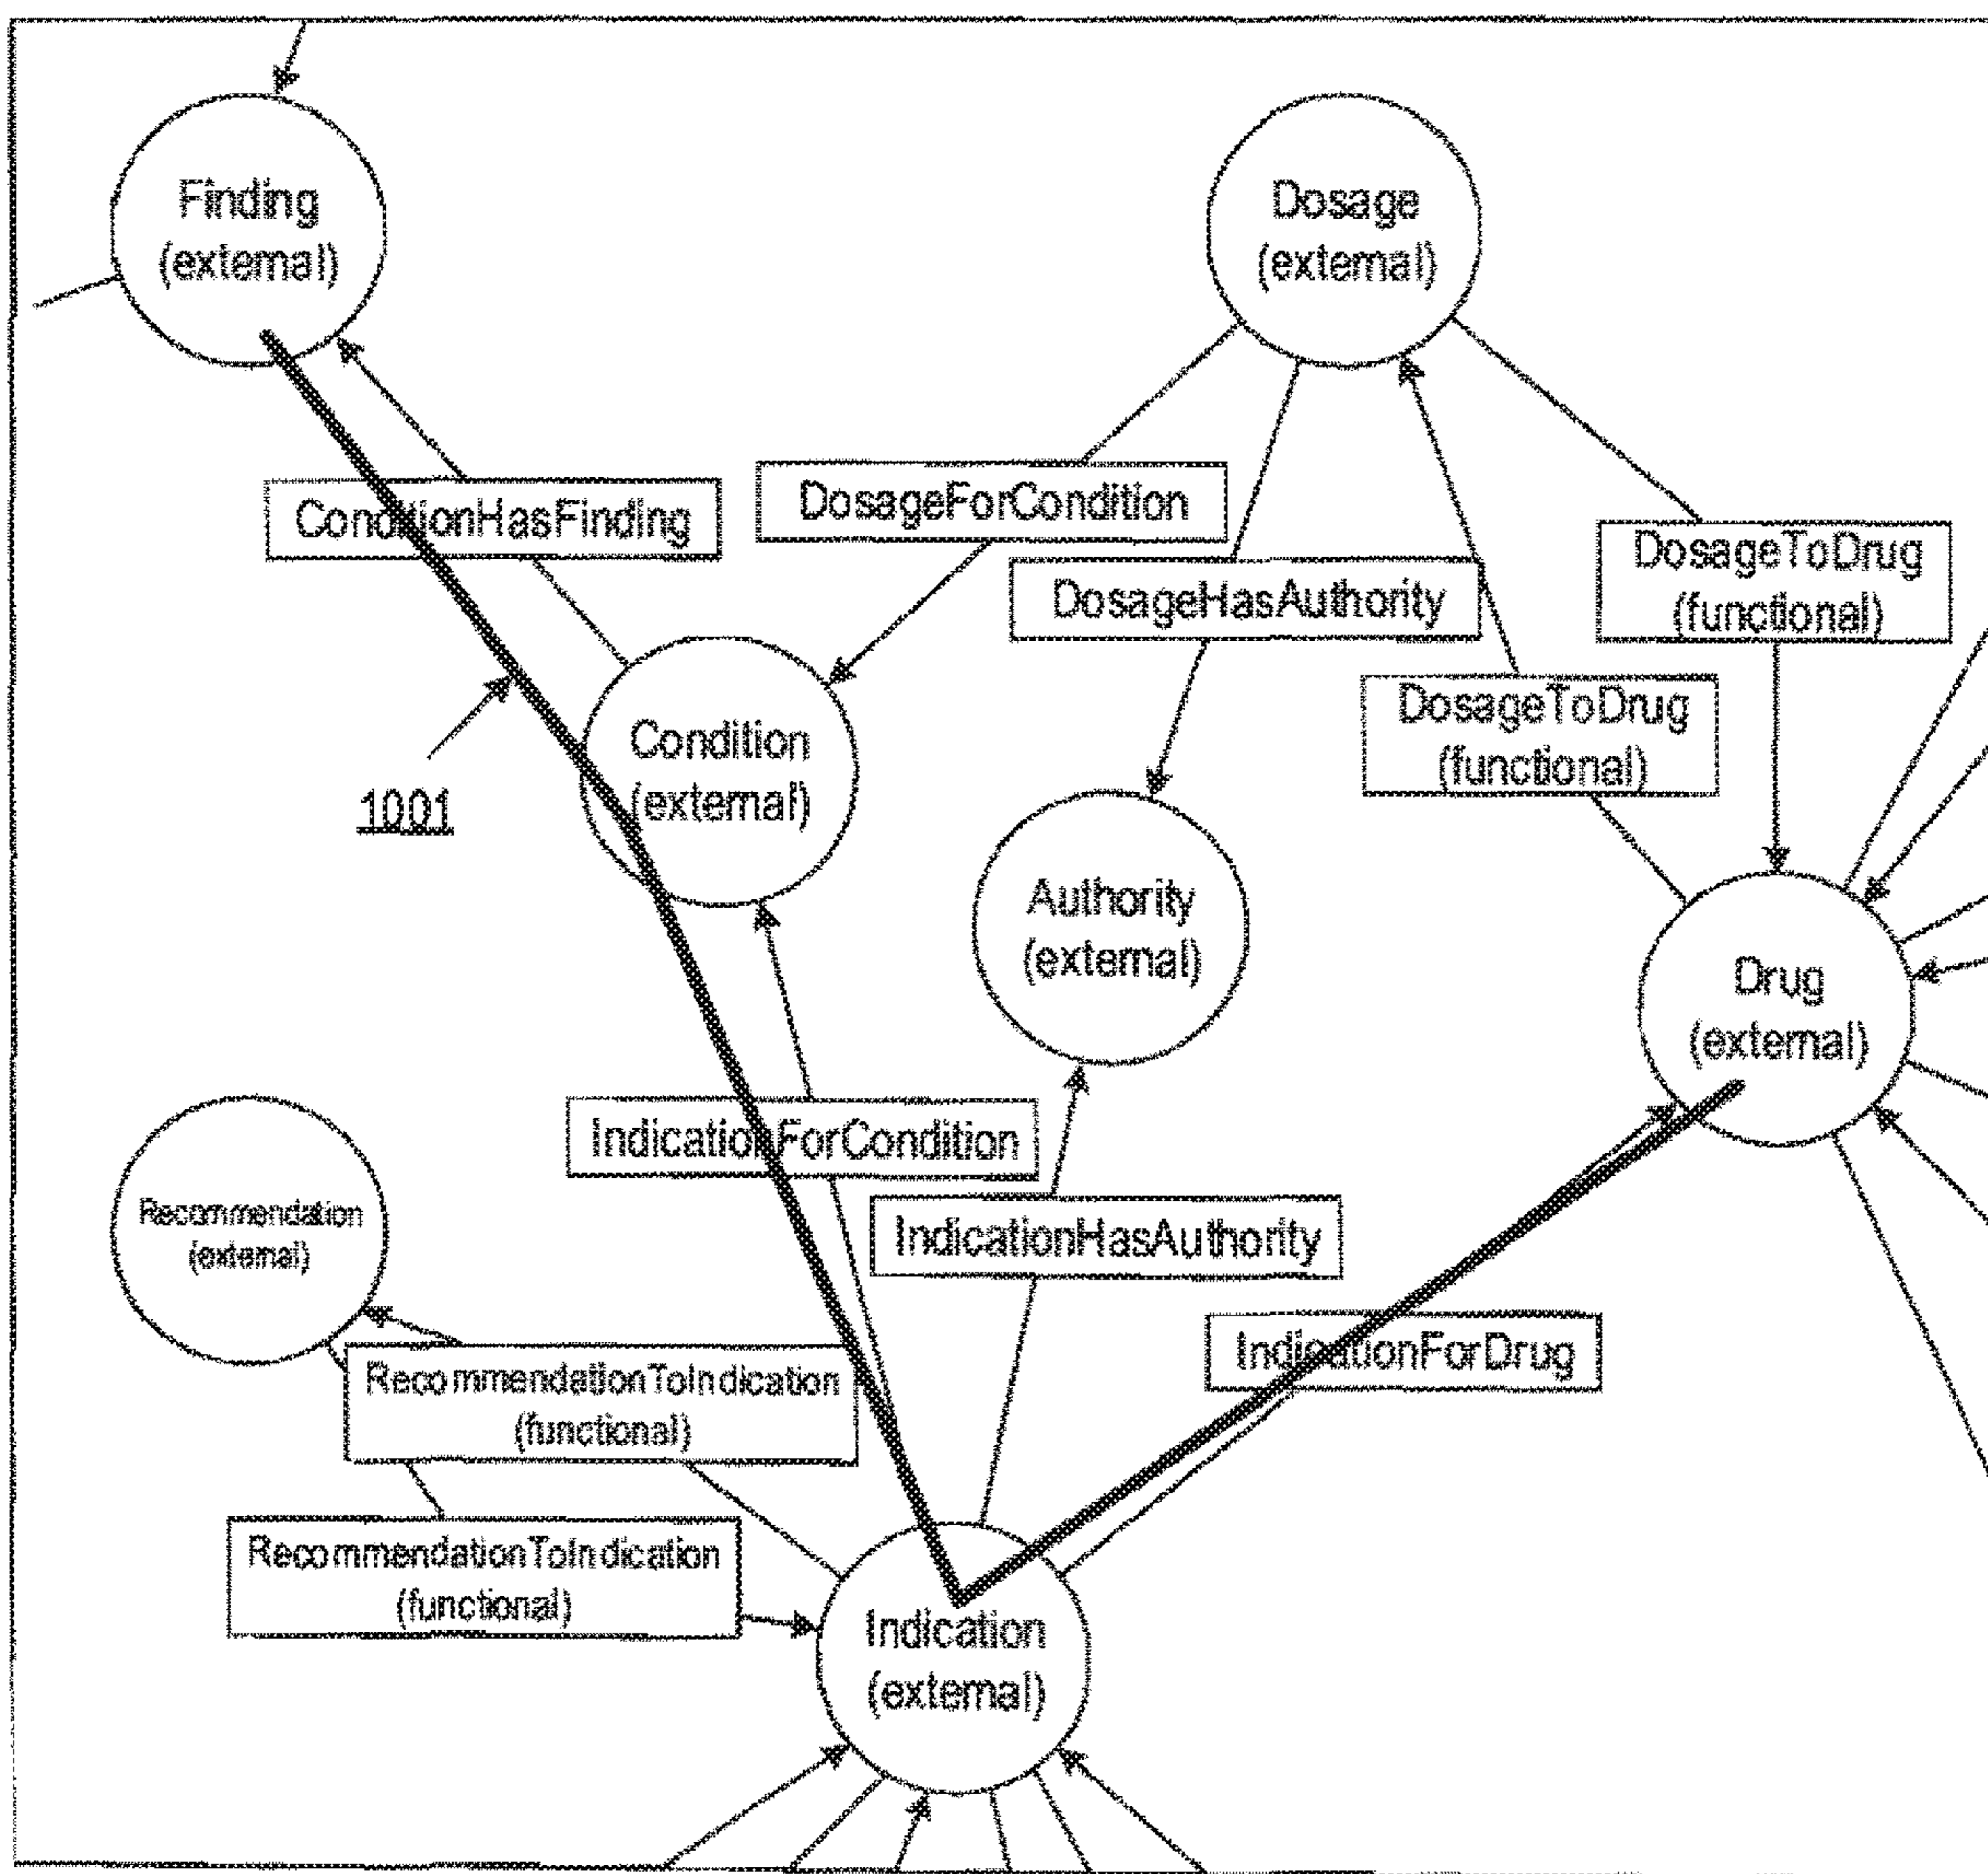 Finding
(external)
Dosage
(external)
ConditionHasFinding
DosageForCondition
DosageHasAuthority
DosageToDrug
(functional)
DosageToDrug
(functional)
Condition
(external)
1001
Authority
(external)
Drug
(external)
IndicationForCondition
Recommendation
(external)
IndicationHasAuthority
IndicationForDrug
RecommendationToIndication
(functional)
RecommendationToIndication
(functional)
Indication
(external)